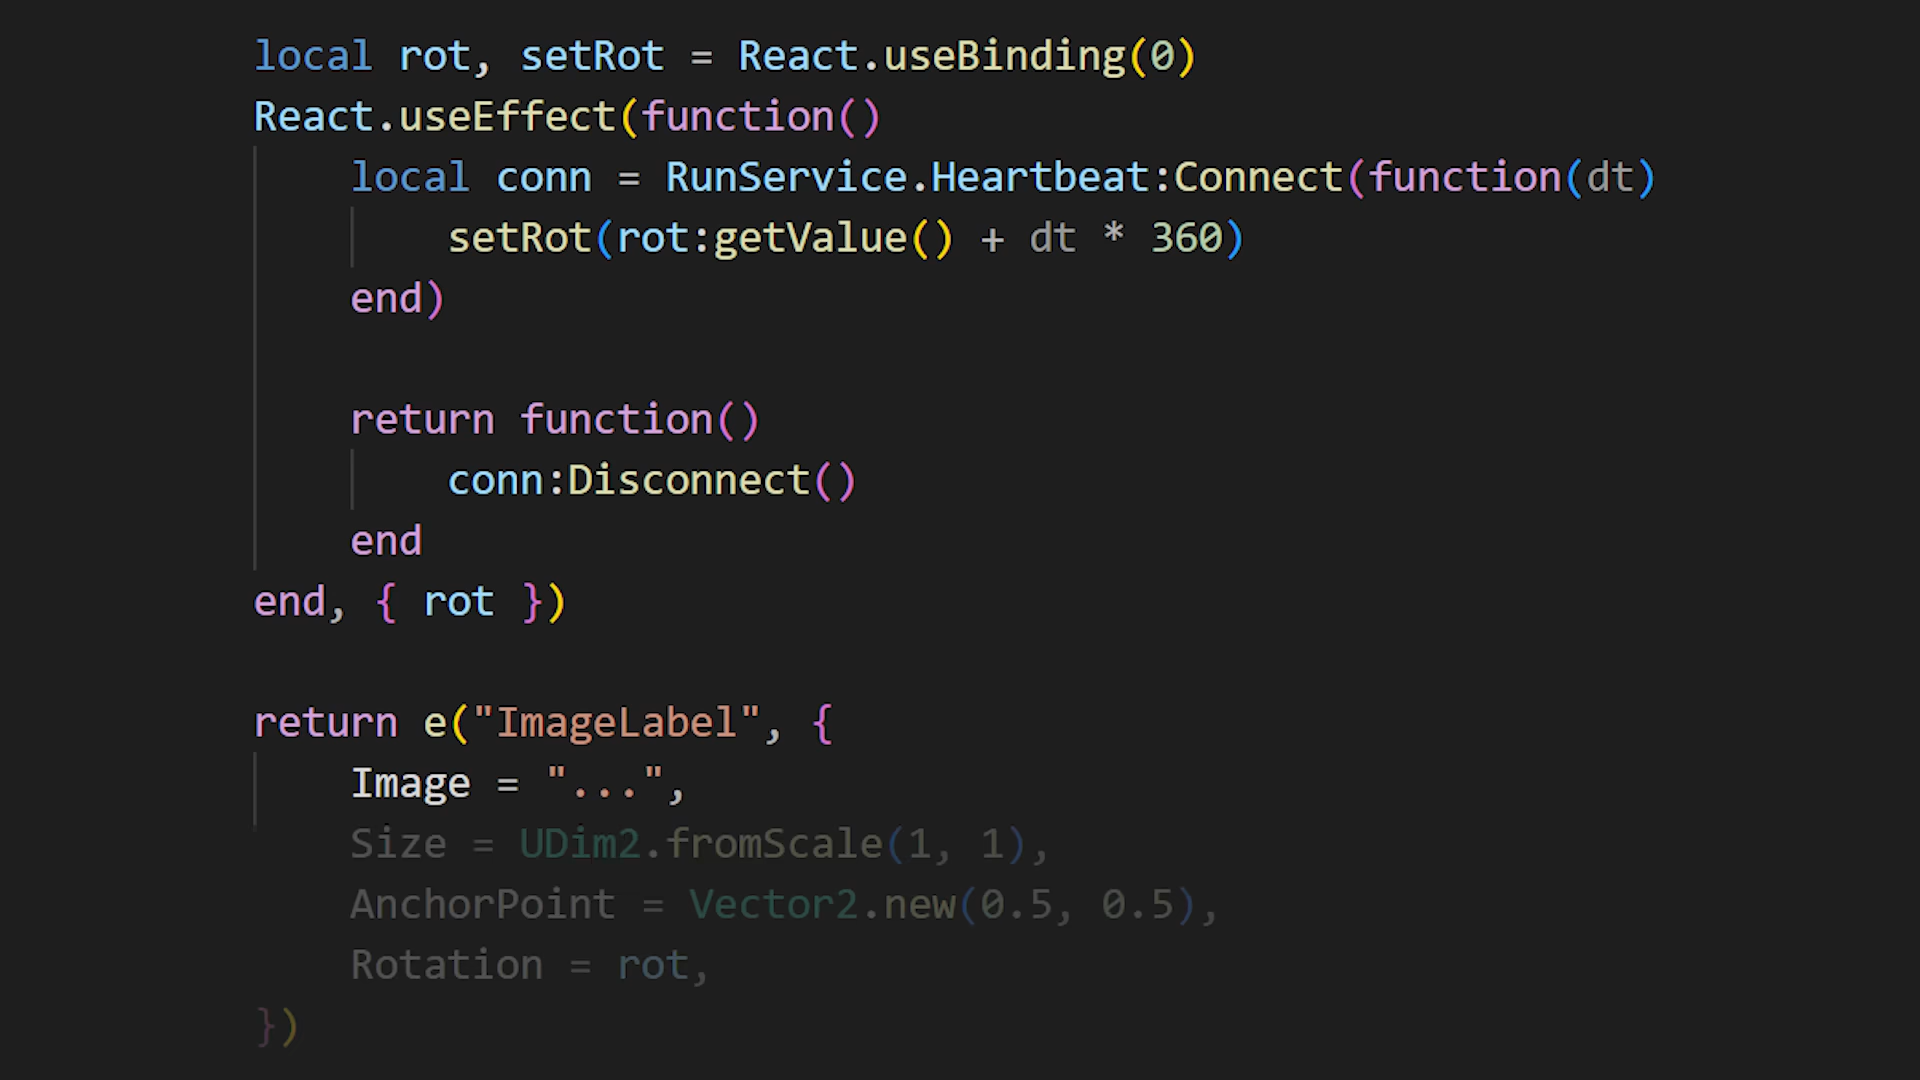 local rot, setRot = React.useBinding(0)
React.useEffect(function()
    local conn = RunService.Heartbeat:Connect(function(dt)
        setRot(rot:getValue() + dt * 360)
    end)

    return function()
        conn:Disconnect()
    end
end, { rot })

return e("ImageLabel", {
    Image = "...",
    Size = UDim2.fromScale(1, 1),
    AnchorPoint = Vector2.new(0.5, 0.5),
    Rotation = rot,
})